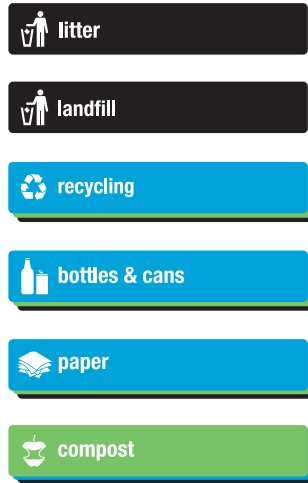 litter
landfill
recycling
bottles & cans
paper
compost